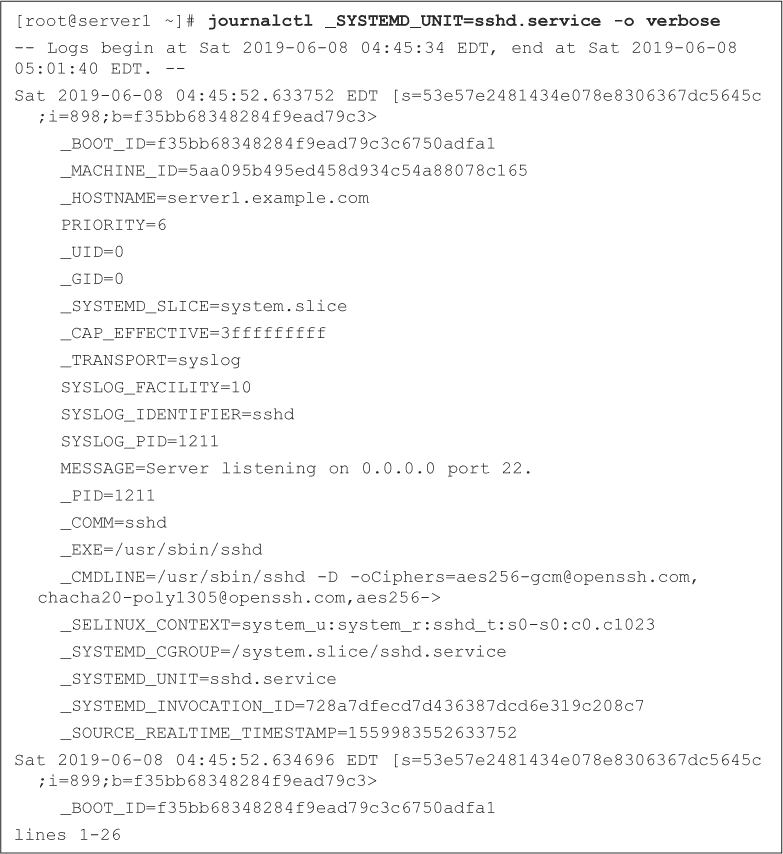 [root@server1 ~]# journalctl _SYSTEMD_UNIT=sshd.service -o verbose
-- Logs begin at Sat 2019-06-08 04:45:34 EDT, end at Sat 2019-06-08
05:01:40 EDT. --
Sat 2019-06-08 04:45:52.633752 EDT [s=53e57e2481434e078e8306367dc5645c
;i=898;b=f35bb68348284f9ead79c3>
_BOOT_ID=f35bb68348284f9ead79c3c6750adfa1
_MACHINE_ID=5aa095b495ed458d934c54a88078c165
_HOSTNAME=server1.example.com
PRIORITY=6
_UID=0
_GID=0
_SYSTEMD_SLICE=system.slice
_CAP_EFFECTIVE=3fffffffff
_TRANSPORT=syslog
SYSLOG_FACILITY=10
SYSLOG_IDENTIFIER=sshd
SYSLOG_PID=1211
MESSAGE=Server listening on 0.0.0.0 port 22.
_PID=1211
_COMM=sshd
_EXE=/usr/sbin/sshd
_CMDLINE=/usr/sbin/sshd -D -oCiphers=aes256-gcm@openssh.com,
chacha20-poly1305@openssh.com,aes256->
_SELINUX_CONTEXT=system_u:system_r:sshd_t:s0-s0:c0.c1023
_SYSTEMD_CGROUP=/system.slice/sshd.service
_SYSTEMD_UNIT=sshd.service
_SYSTEMD_INVOCATION_ID=728a7dfecd7d436387dcd6e319c208c7
_SOURCE_REALTIME_TIMESTAMP=1559983552633752
Sat 2019-06-08 04:45:52.634696 EDT [s=53e57e2481434e078e8306367dc5645c
;i=899;b=f35bb68348284f9ead79c3>
_BOOT_ID=f35bb68348284f9ead79c3c6750adfa1
lines 1-26